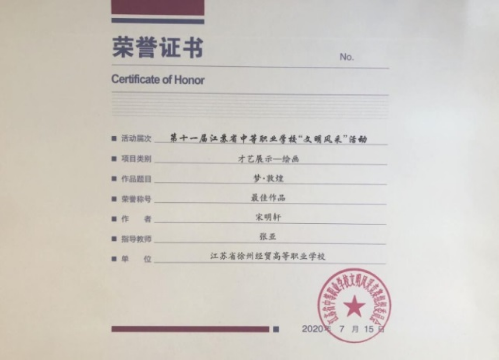 荣誉证书
No.
Certificate of Honor
活动届次 第十一届江苏省中等职业学校“文明风采”活动
项目类别 才艺展示—绘画
作品题目 梦·敦煌
荣誉称号 最佳作品
作者 宋明轩
指导教师 张亚
单位 江苏省徐州经贸高等职业学校
2020年 7月 15日